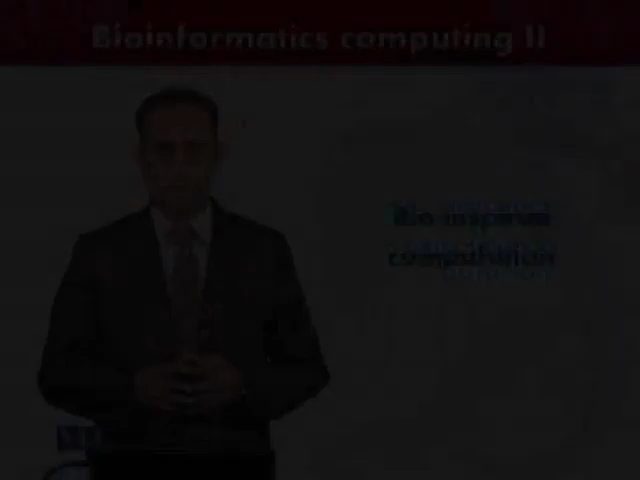 Bioinformatics computing II
Bio inspired
computation